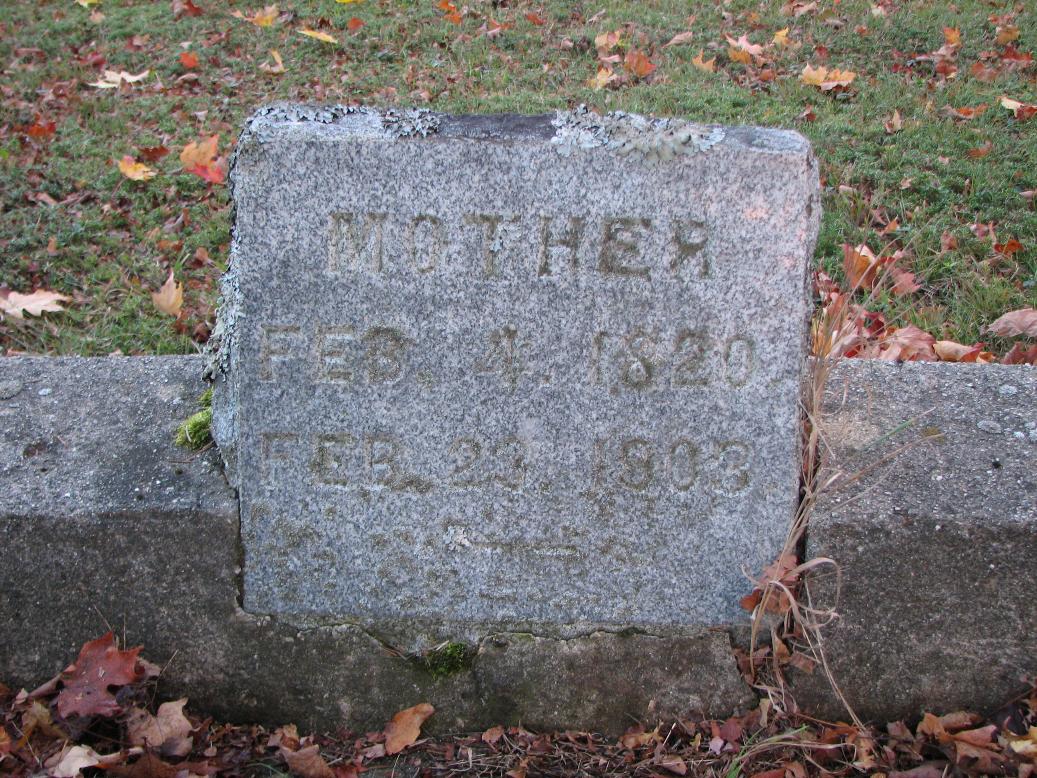 MOTHER
FEB. 4. 1820
FEB. 23. 1903